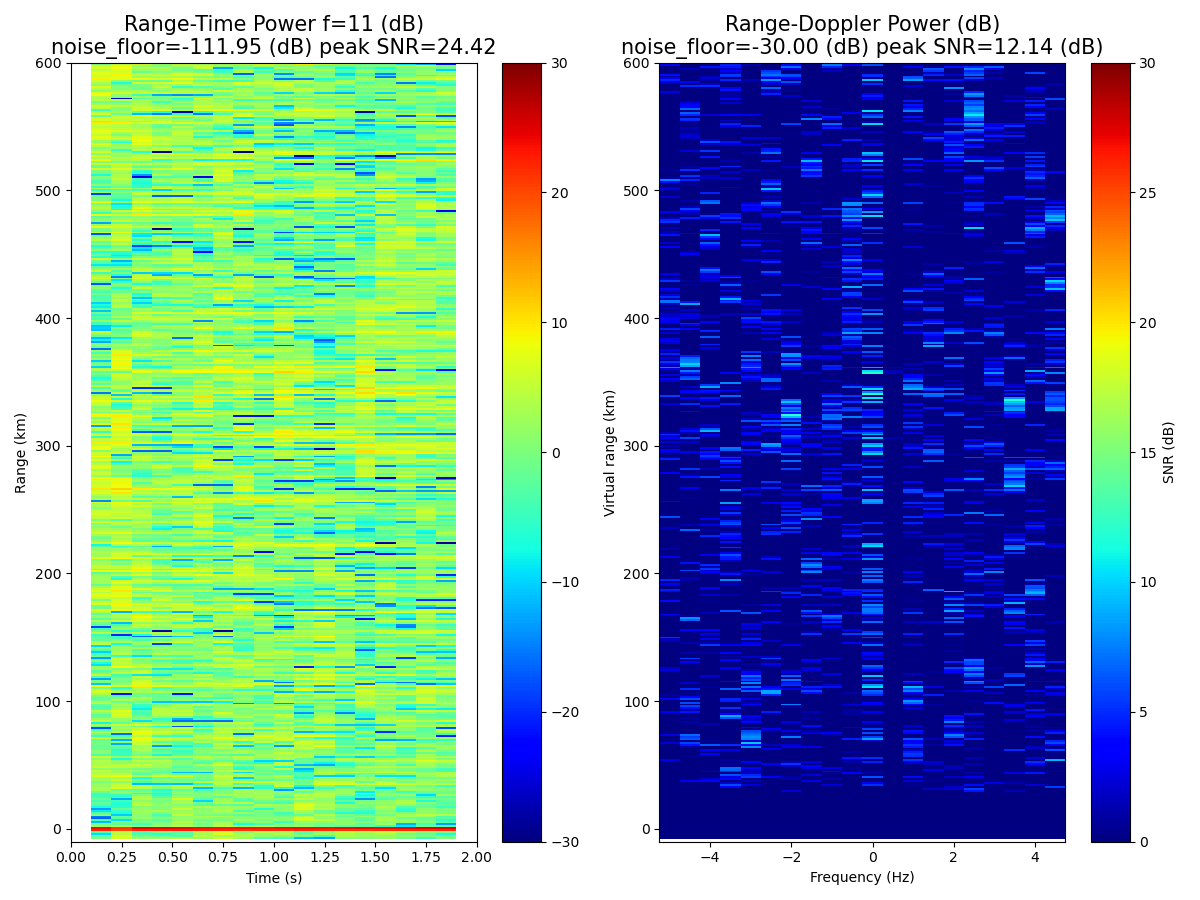 Range-Time Power f=11 (dB)
noise_floor=-111.95 (dB) peak SNR=24.42
Range (km)
600
500
400
300
200
100
0
0.00 0.25 0.50 0.75 1.00 1.25 1.50 1.75 2.00
Time (s)
30
20
10
0
−10
−20
−30
Range-Doppler Power (dB)
noise_floor=-30.00 (dB) peak SNR=12.14 (dB)
Virtual range (km)
600
500
400
300
200
100
0
−4 −2 0 2 4
Frequency (Hz)
30
25
20
15
10
5
0
SNR (dB)